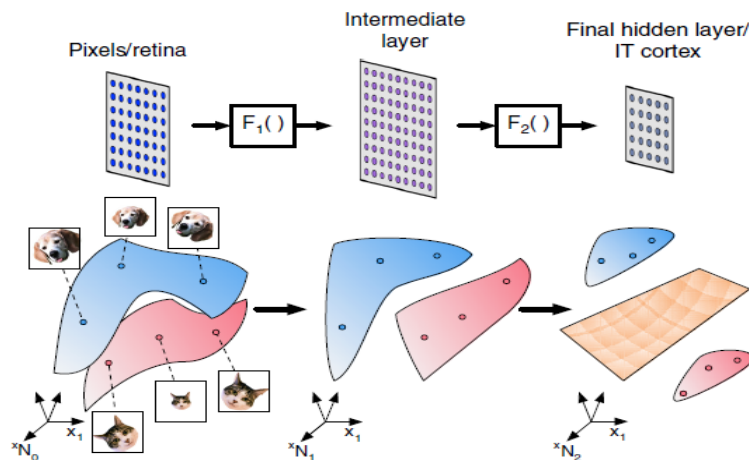 Pixels/retina
Intermediate
layer
Final hidden layer/
IT cortex
F₁( )
F₂( )
x₁
ˣN₀
x₁
ˣN₁
x₁
ˣN₂